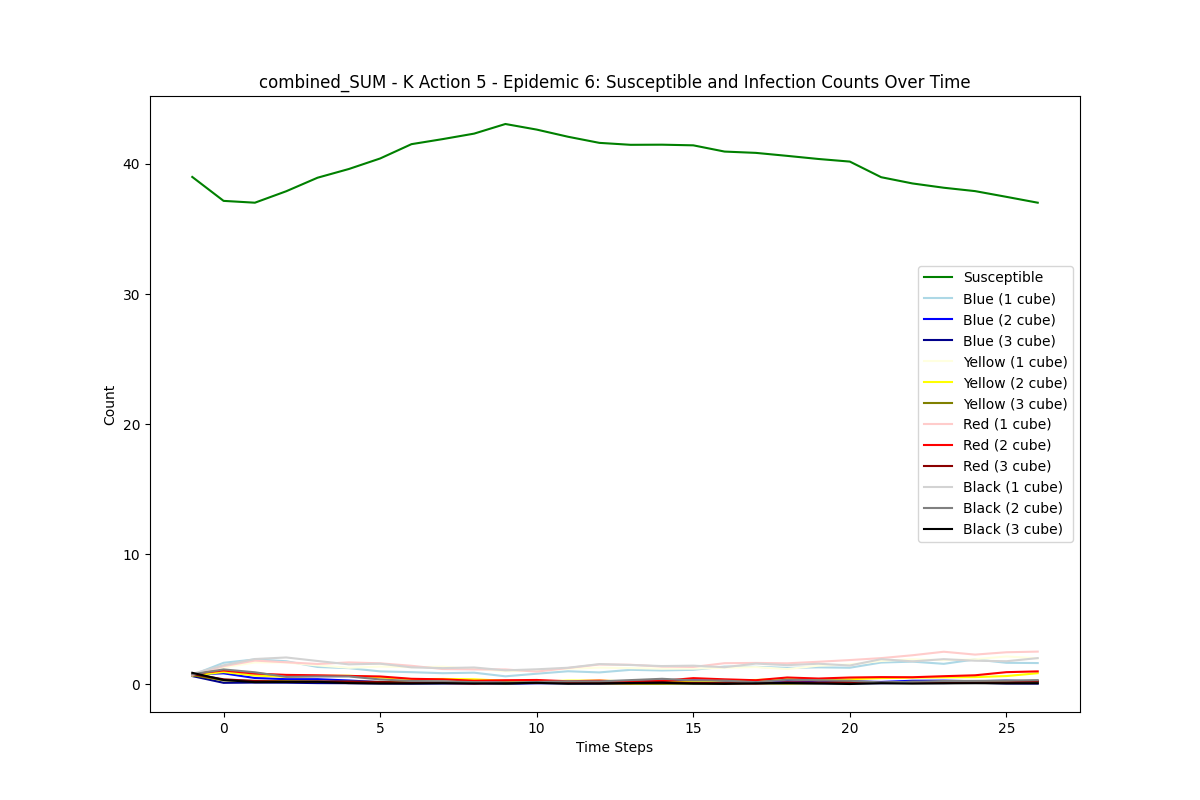 combined_SUM - K Action 5 - Epidemic 6: Susceptible and Infection Counts Over Time
Count
40
30
20
10
0
Susceptible
Blue (1 cube)
Blue (2 cube)
Blue (3 cube)
Yellow (1 cube)
Yellow (2 cube)
Yellow (3 cube)
Red (1 cube)
Red (2 cube)
Red (3 cube)
Black (1 cube)
Black (2 cube)
Black (3 cube)
0 5 10 15 20 25
Time Steps